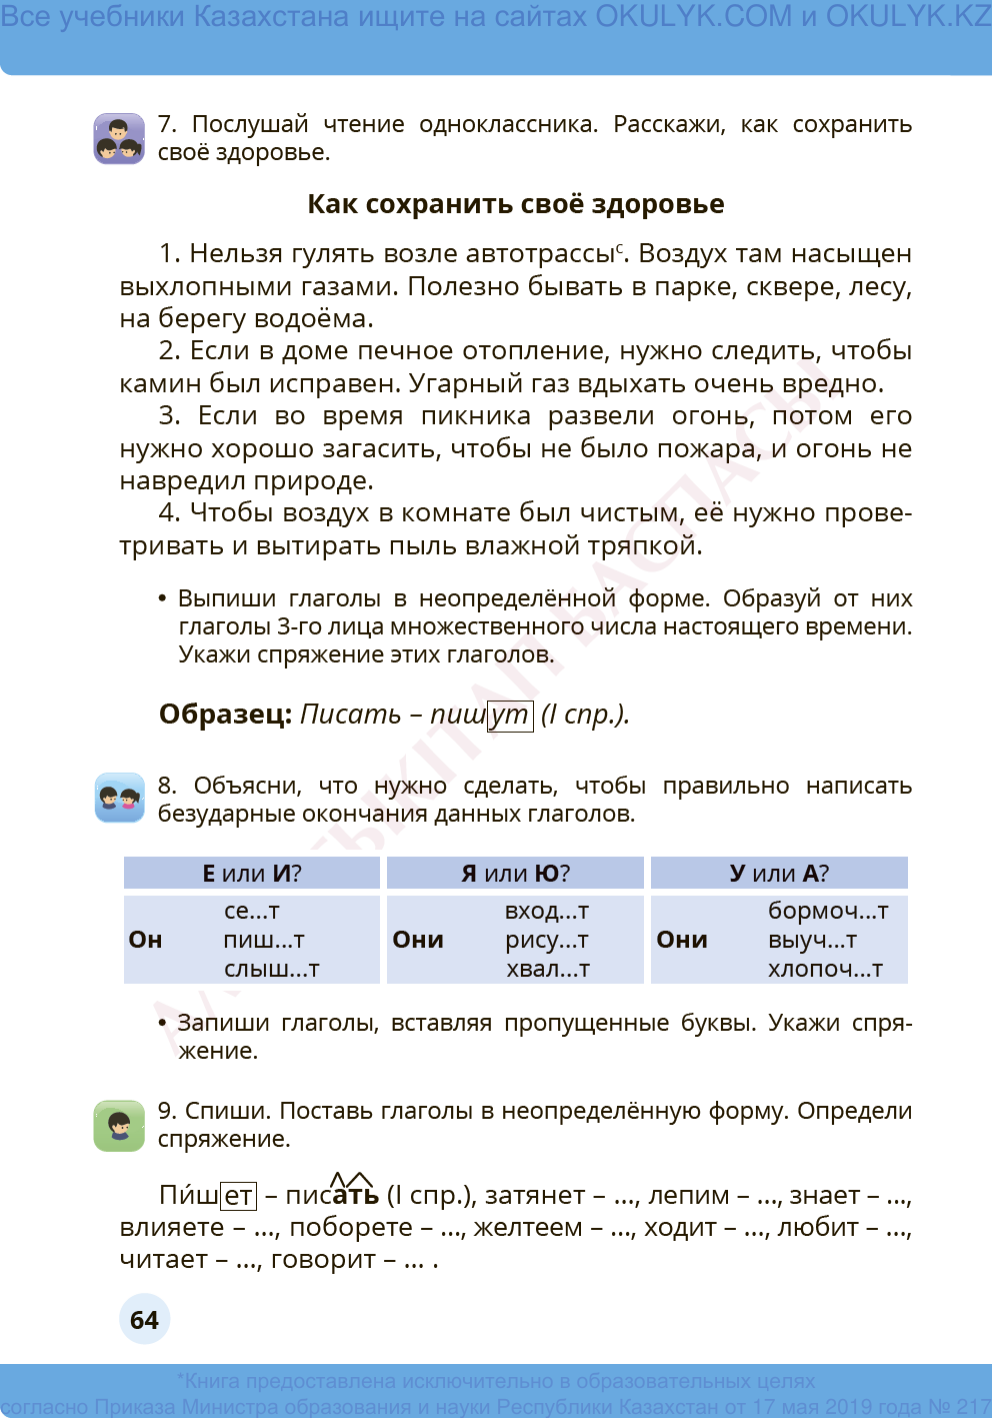 Все учебники Казахстана ищите на сайтах OKULYK.COM и OKULYK.KZ
7. Послушай чтение одноклассника. Расскажи, как сохранить
своё здоровье.
Как сохранить своё здоровье
1. Нельзя гулять возле автотрассыс. Воздух там насыщен
выхлопными газами. Полезно бывать в парке, сквере, лесу,
на берегу водоёма.
2. Если в доме печное отопление, нужно следить, чтобы
камин был исправен. Угарный газ вдыхать очень вредно.
3. Если во время пикника развели огонь, потом его
нужно хорошо загасить, чтобы не было пожара, и огонь не
навредил природе.
4. Чтобы воздух в комнате был чистым, её нужно прове-
тривать и вытирать пыль влажной тряпкой.
• Выпиши глаголы в неопределённой форме. Образуй от них
глаголы 3-го лица множественного числа настоящего времени.
Укажи спряжение этих глаголов.
Образец: Писать – пишут (I спр.).
8. Объясни, что нужно сделать, чтобы правильно написать
безударные окончания данных глаголов.
Е или И? Я или Ю? У или А?
се...т вход...т бормоч...т
Он пиш...т Они рису...т Они выуч...т
слыш...т хвал...т хлопоч...т
• Запиши глаголы, вставляя пропущенные буквы. Укажи спря-
жение.
9. Спиши. Поставь глаголы в неопределённую форму. Определи
спряжение.
Пи́шет – писать (I спр.), затянет – ..., лепим – ..., знает – ...,
влияете – ..., поборете – ..., желтеем – ..., ходит – ..., любит – ...,
читает – ..., говорит – ... .
64
*Книга предоставлена исключительно в образовательных целях
согласно Приказа Министра образования и науки Республики Казахстан от 17 мая 2019 года № 217